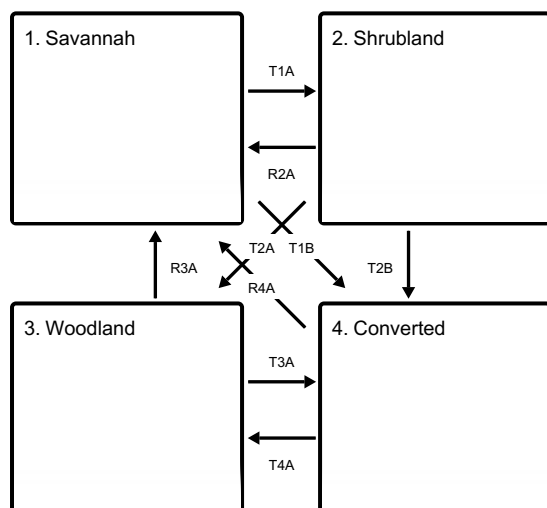 1. Savannah
2. Shrubland
T1A
R2A
R3A
T2A
T1B
T2B
R4A
3. Woodland
4. Converted
T3A
T4A